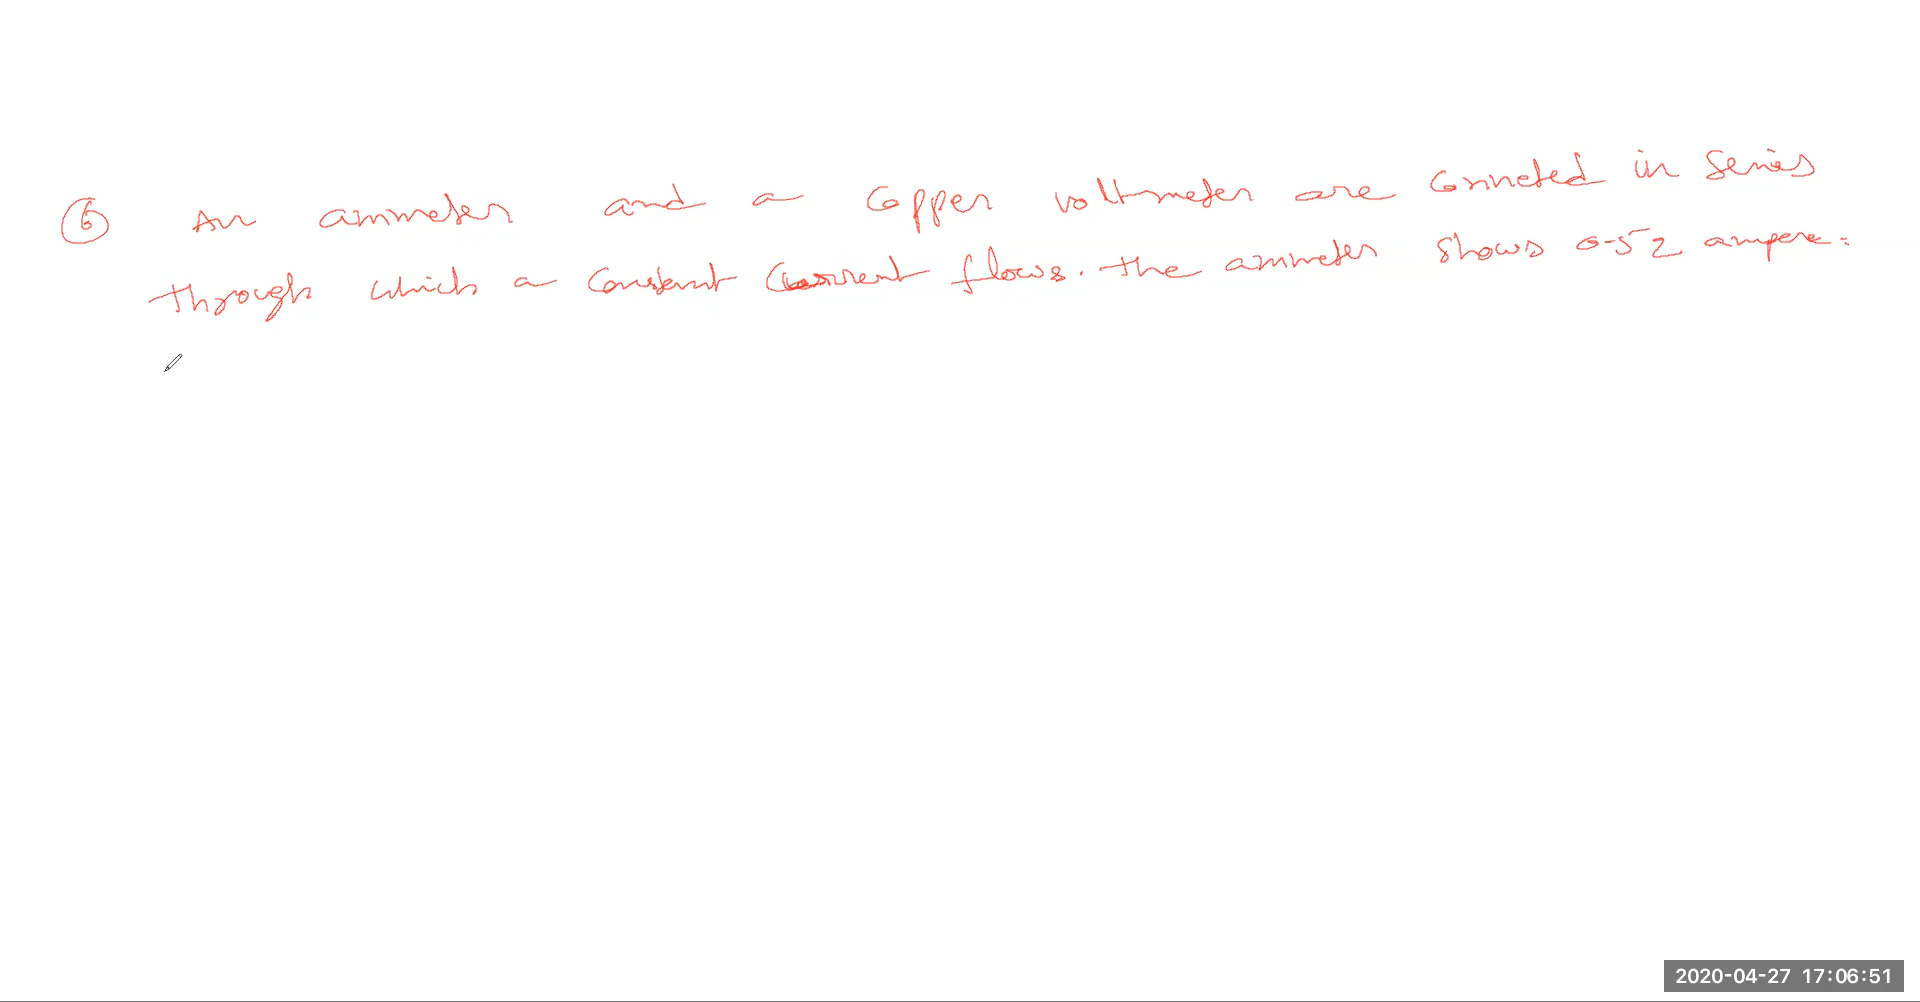 ⑥ An ammeter and a Copper voltmeter are Connected in Series
through which a Constant Current flows. the ammeter shows 0.52 ampere.
2020-04-27 17:06:51